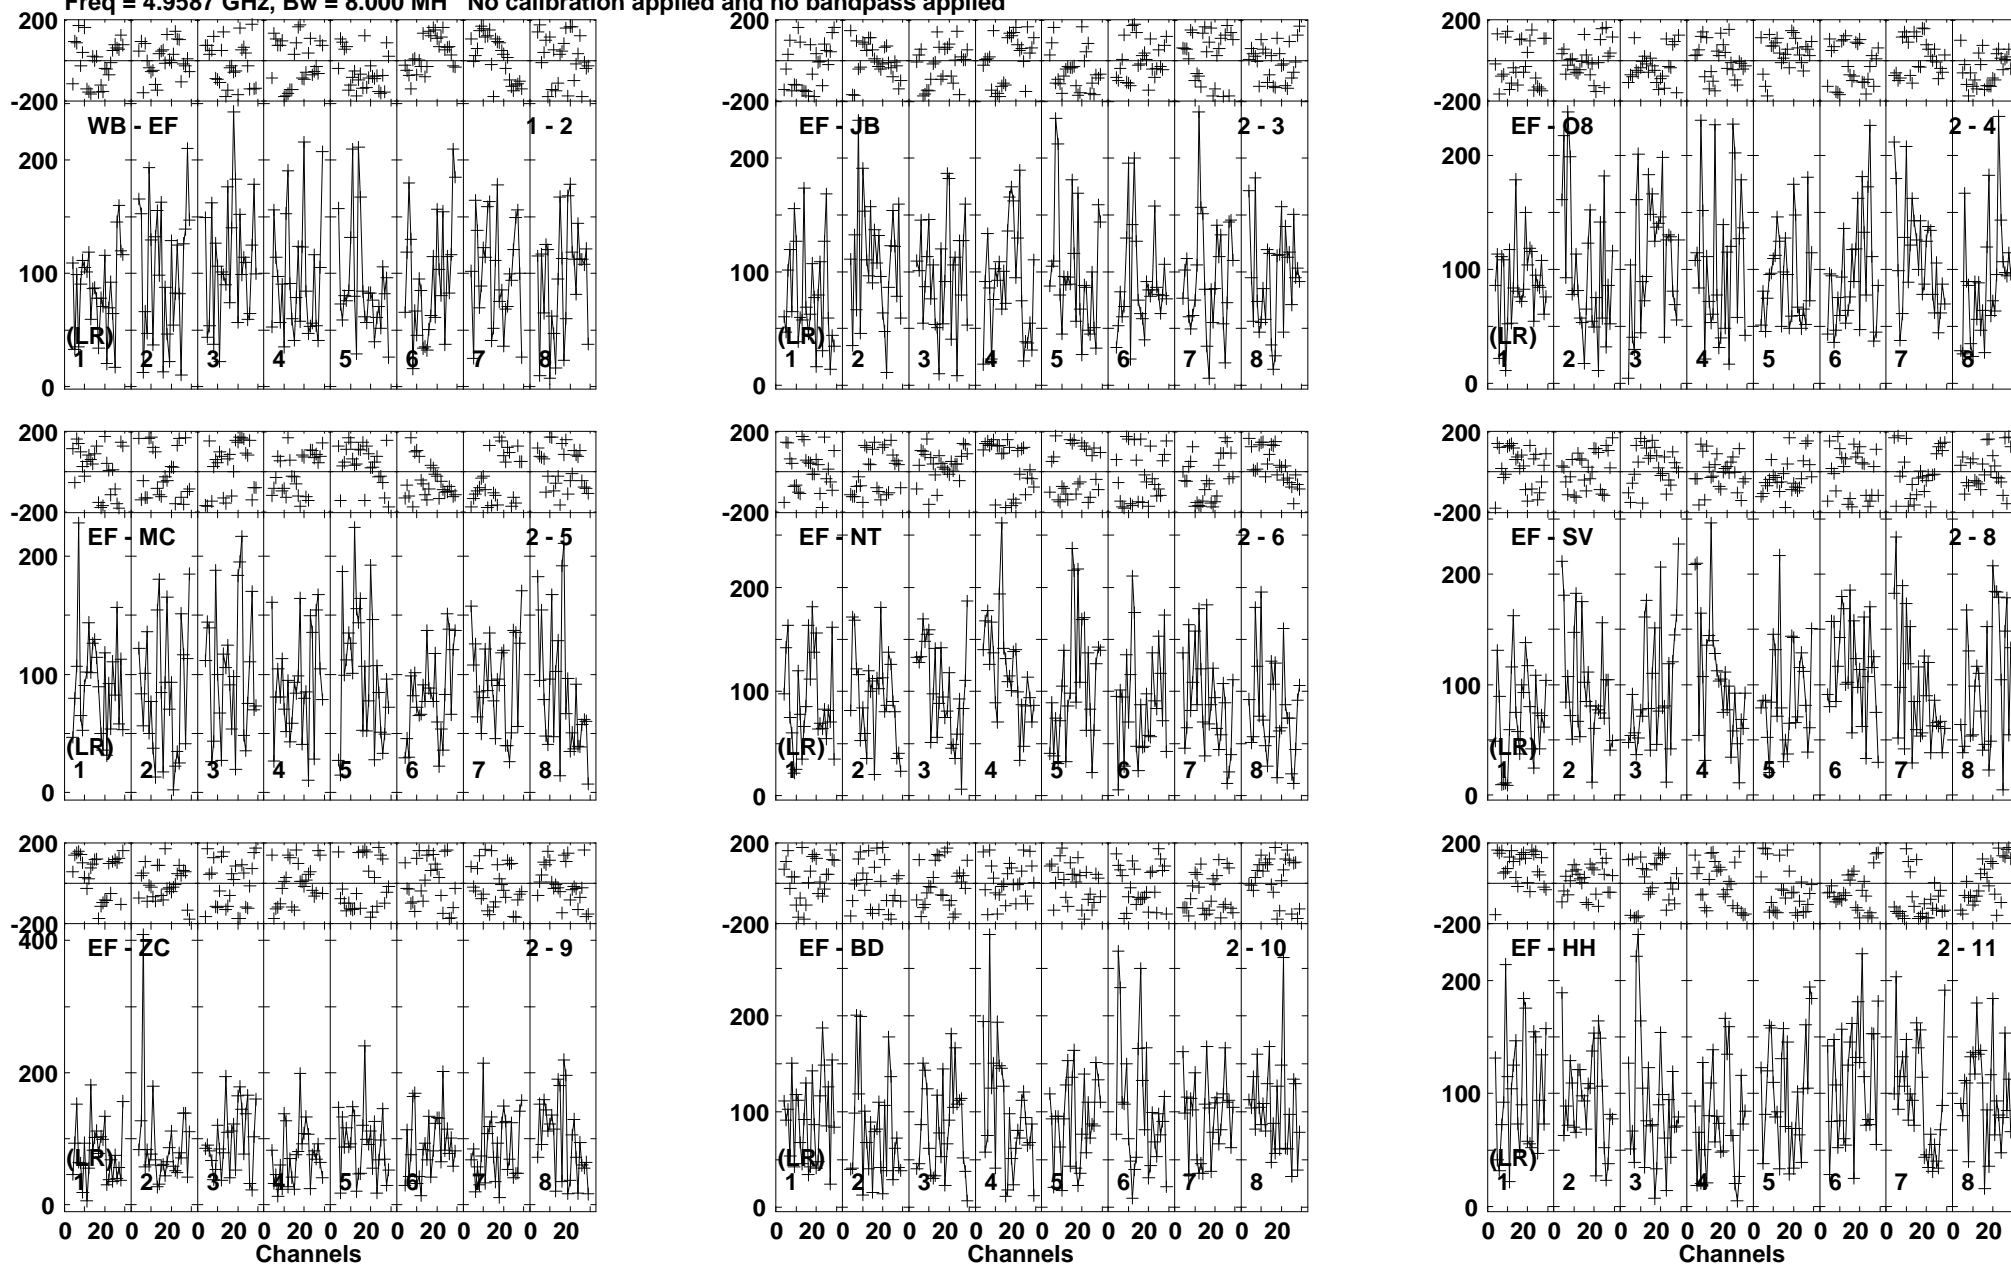 Freq = 4.9587 GHz, Bw = 8.000 MH No calibration applied and no bandpass applied
200 200 200
-200 -200 -200
WB - EF 1 - 2 EF - JB 2 - 3 EF - O8 2 - 4
200 200 200
100 100 100
(LR) (LR) (LR)
1 2 3 4 5 6 7 8 1 2 3 4 5 6 7 8 1 2 3 4 5 6 7 8
0 0 0
200 200 200
-200 -200 -200
EF - MC 2 - 5 EF - NT 2 - 6 EF - SV 2 - 8
200 200 200
100 100 100
(LR) (LR) (LR)
1 2 3 4 5 6 7 8 1 2 3 4 5 6 7 8 1 2 3 4 5 6 7 8
0 0 0
200 200 200
-200 -200 -200
400
EF - ZC 2 - 9 EF - BD 2 - 10 EF - HH 2 - 11
200 200 200
100 100
(LR) (LR) (LR)
1 2 3 4 5 6 7 8 1 2 3 4 5 6 7 8 1 2 3 4 5 6 7 8
0 0 0
0 20 0 20 0 20 0 20 0 20 0 20 0 20 0 20 0 20 0 20 0 20 0 20 0 20 0 20 0 20 0 20 0 20 0 20 0 20 0 20 0 20 0 20 0 20 0 20
Channels Channels Channels